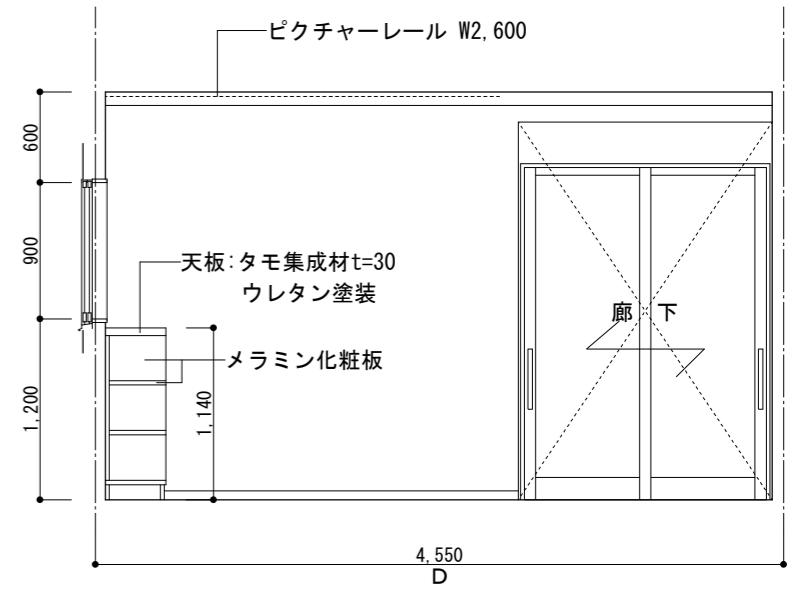 ピクチャーレール W2,600
600
900
天板:タモ集成材t=30
ウレタン塗装
廊 下
メラミン化粧板
1,200
1,140
4,550
D